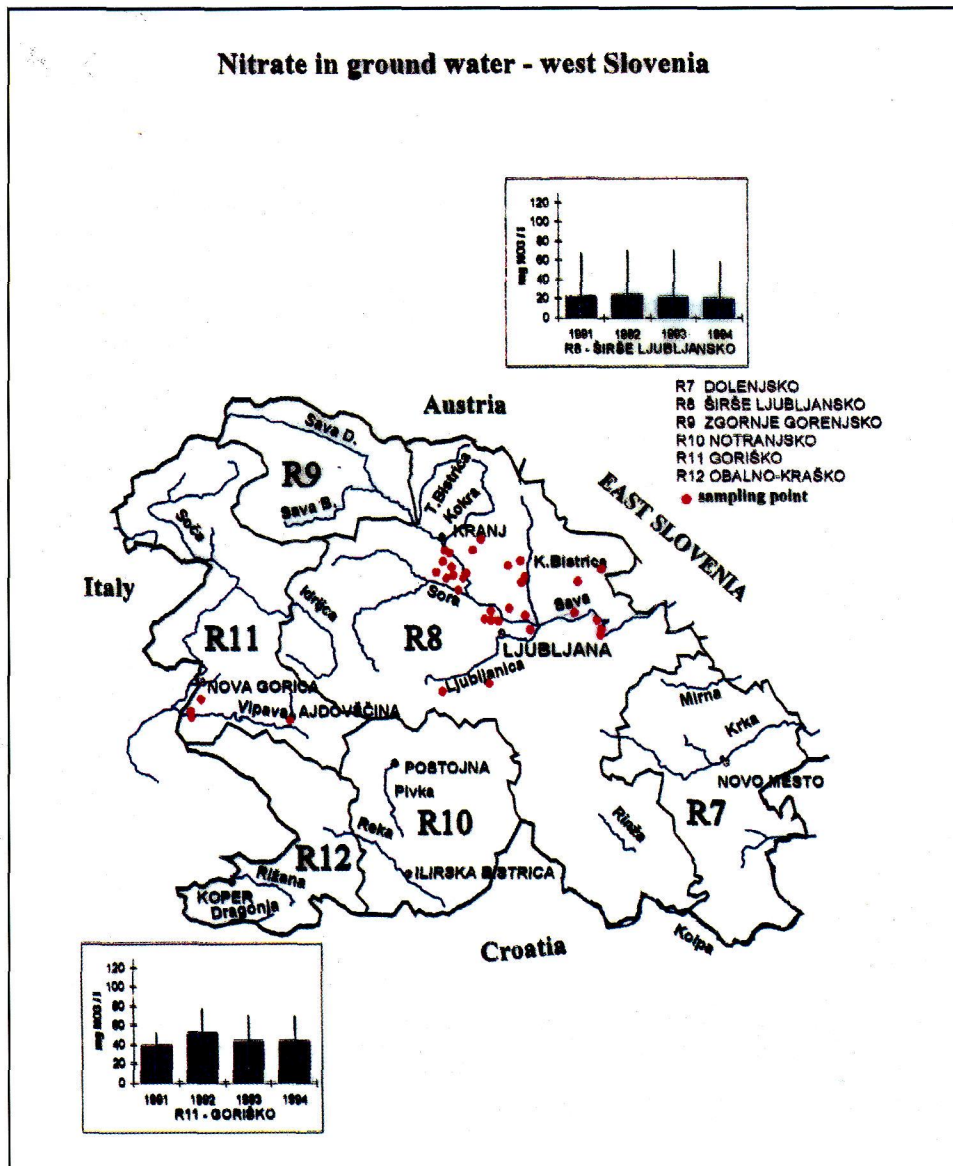 Nitrate in ground water - west Slovenia
mg NO3 / l
120
100
80
60
40
20
0
1991 1992 1993 1994
R8 - ŠIRŠE LJUBLJANSKO
R7 DOLENJSKO
R8 ŠIRŠE LJUBLJANSKO
R9 ZGORNJE GORENJSKO
R10 NOTRANJSKO
R11 GORIŠKO
R12 OBALNO-KRAŠKO
sampling point
Austria
EAST SLOVENIA
Italy
Croatia
Sava D.
R9
T.Bistrica
Kokra
Sava B.
Soča
KRANJ
K.Bistrica
Idrijca
Sora
Sava
R11
R8
LJUBLJANA
Ljubljanica
NOVA GORICA
Vipava
AJDOVŠČINA
Mirna
Krka
POSTOJNA
NOVO MESTO
Pivka
R10
R7
Reka
Rinža
R12
ILIRSKA BISTRICA
Rižana
KOPER
Dragonja
Kolpa
mg NO3 / l
120
100
80
60
40
20
0
1991 1992 1993 1994
R11 - GORIŠKO